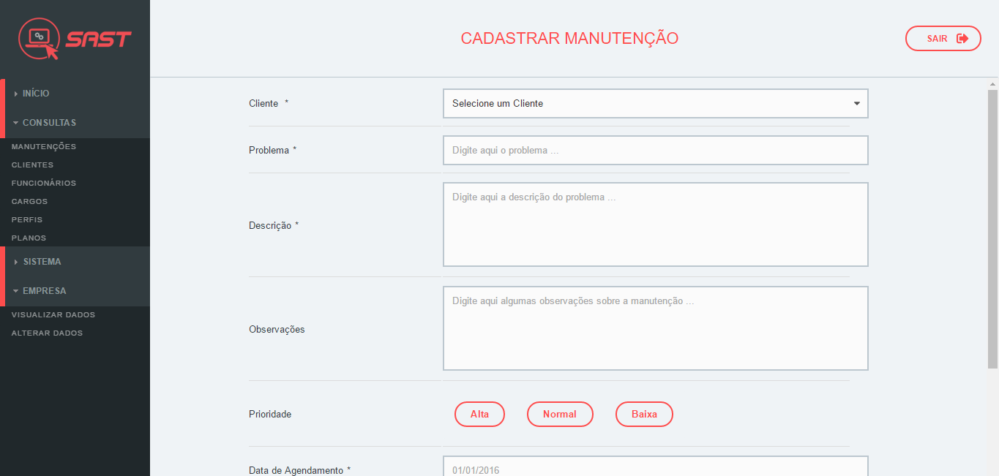 SAST
CADASTRAR MANUTENÇÃO
SAIR
INÍCIO
CONSULTAS
MANUTENÇÕES
CLIENTES
FUNCIONÁRIOS
CARGOS
PERFIS
PLANOS
SISTEMA
EMPRESA
VISUALIZAR DADOS
ALTERAR DADOS
Cliente *
Selecione um Cliente
Problema *
Digite aqui o problema ...
Descrição *
Digite aqui a descrição do problema ...
Observações
Digite aqui algumas observações sobre a manutenção ...
Prioridade
Alta Normal Baixa
Data de Agendamento *
01/01/2016